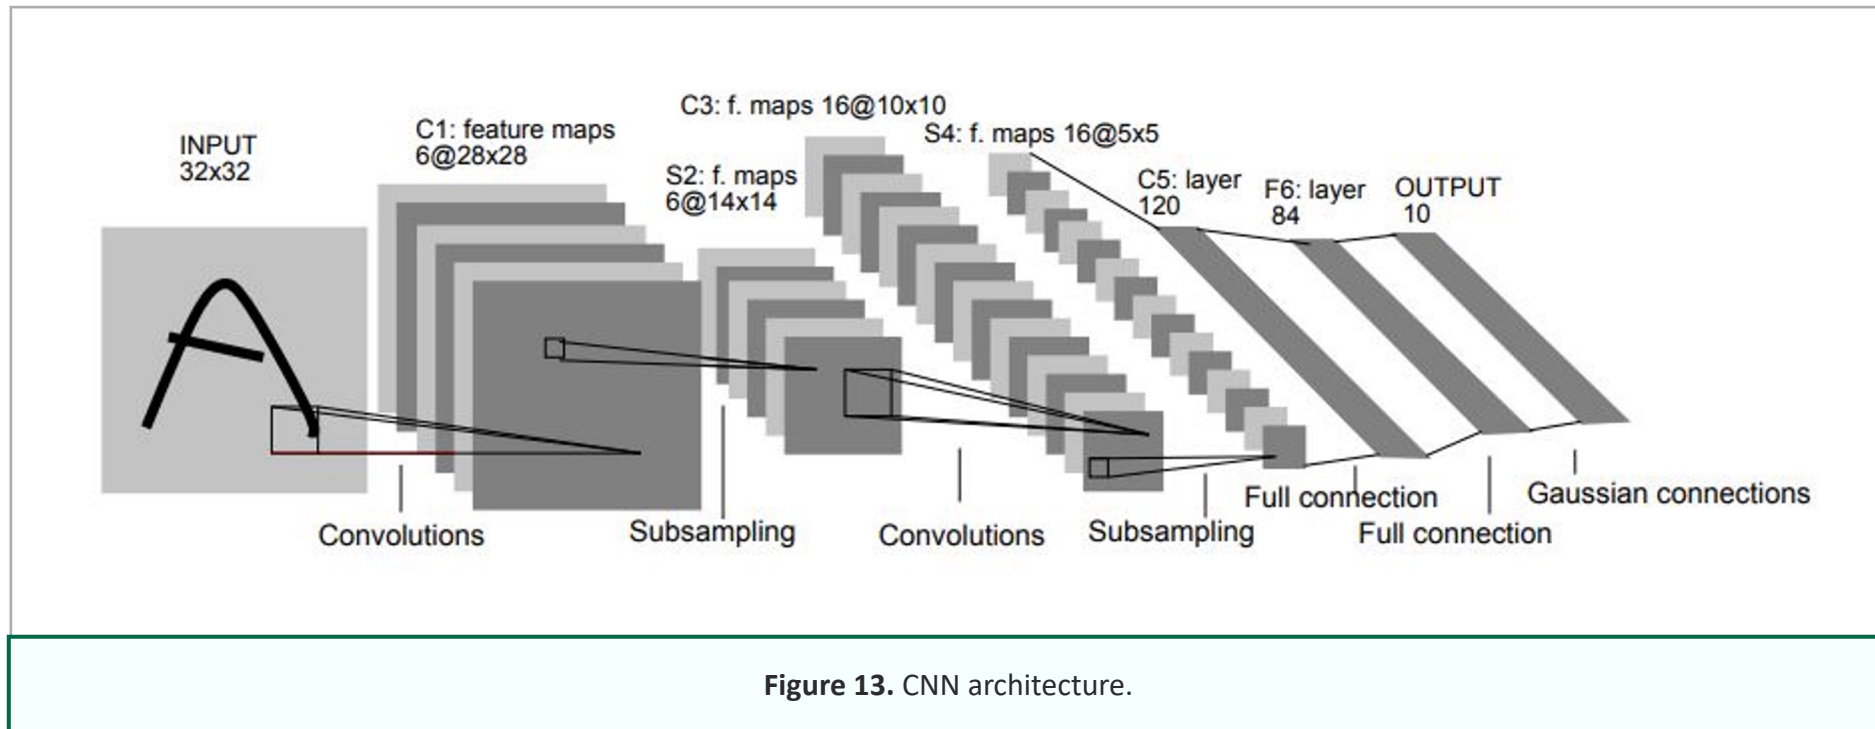 INPUT
32x32
C1: feature maps
6@28x28
S2: f. maps
6@14x14
C3: f. maps 16@10x10
S4: f. maps 16@5x5
C5: layer
120
F6: layer
84
OUTPUT
10
Convolutions
Subsampling
Convolutions
Subsampling
Full connection
Full connection
Gaussian connections
Figure 13. CNN architecture.